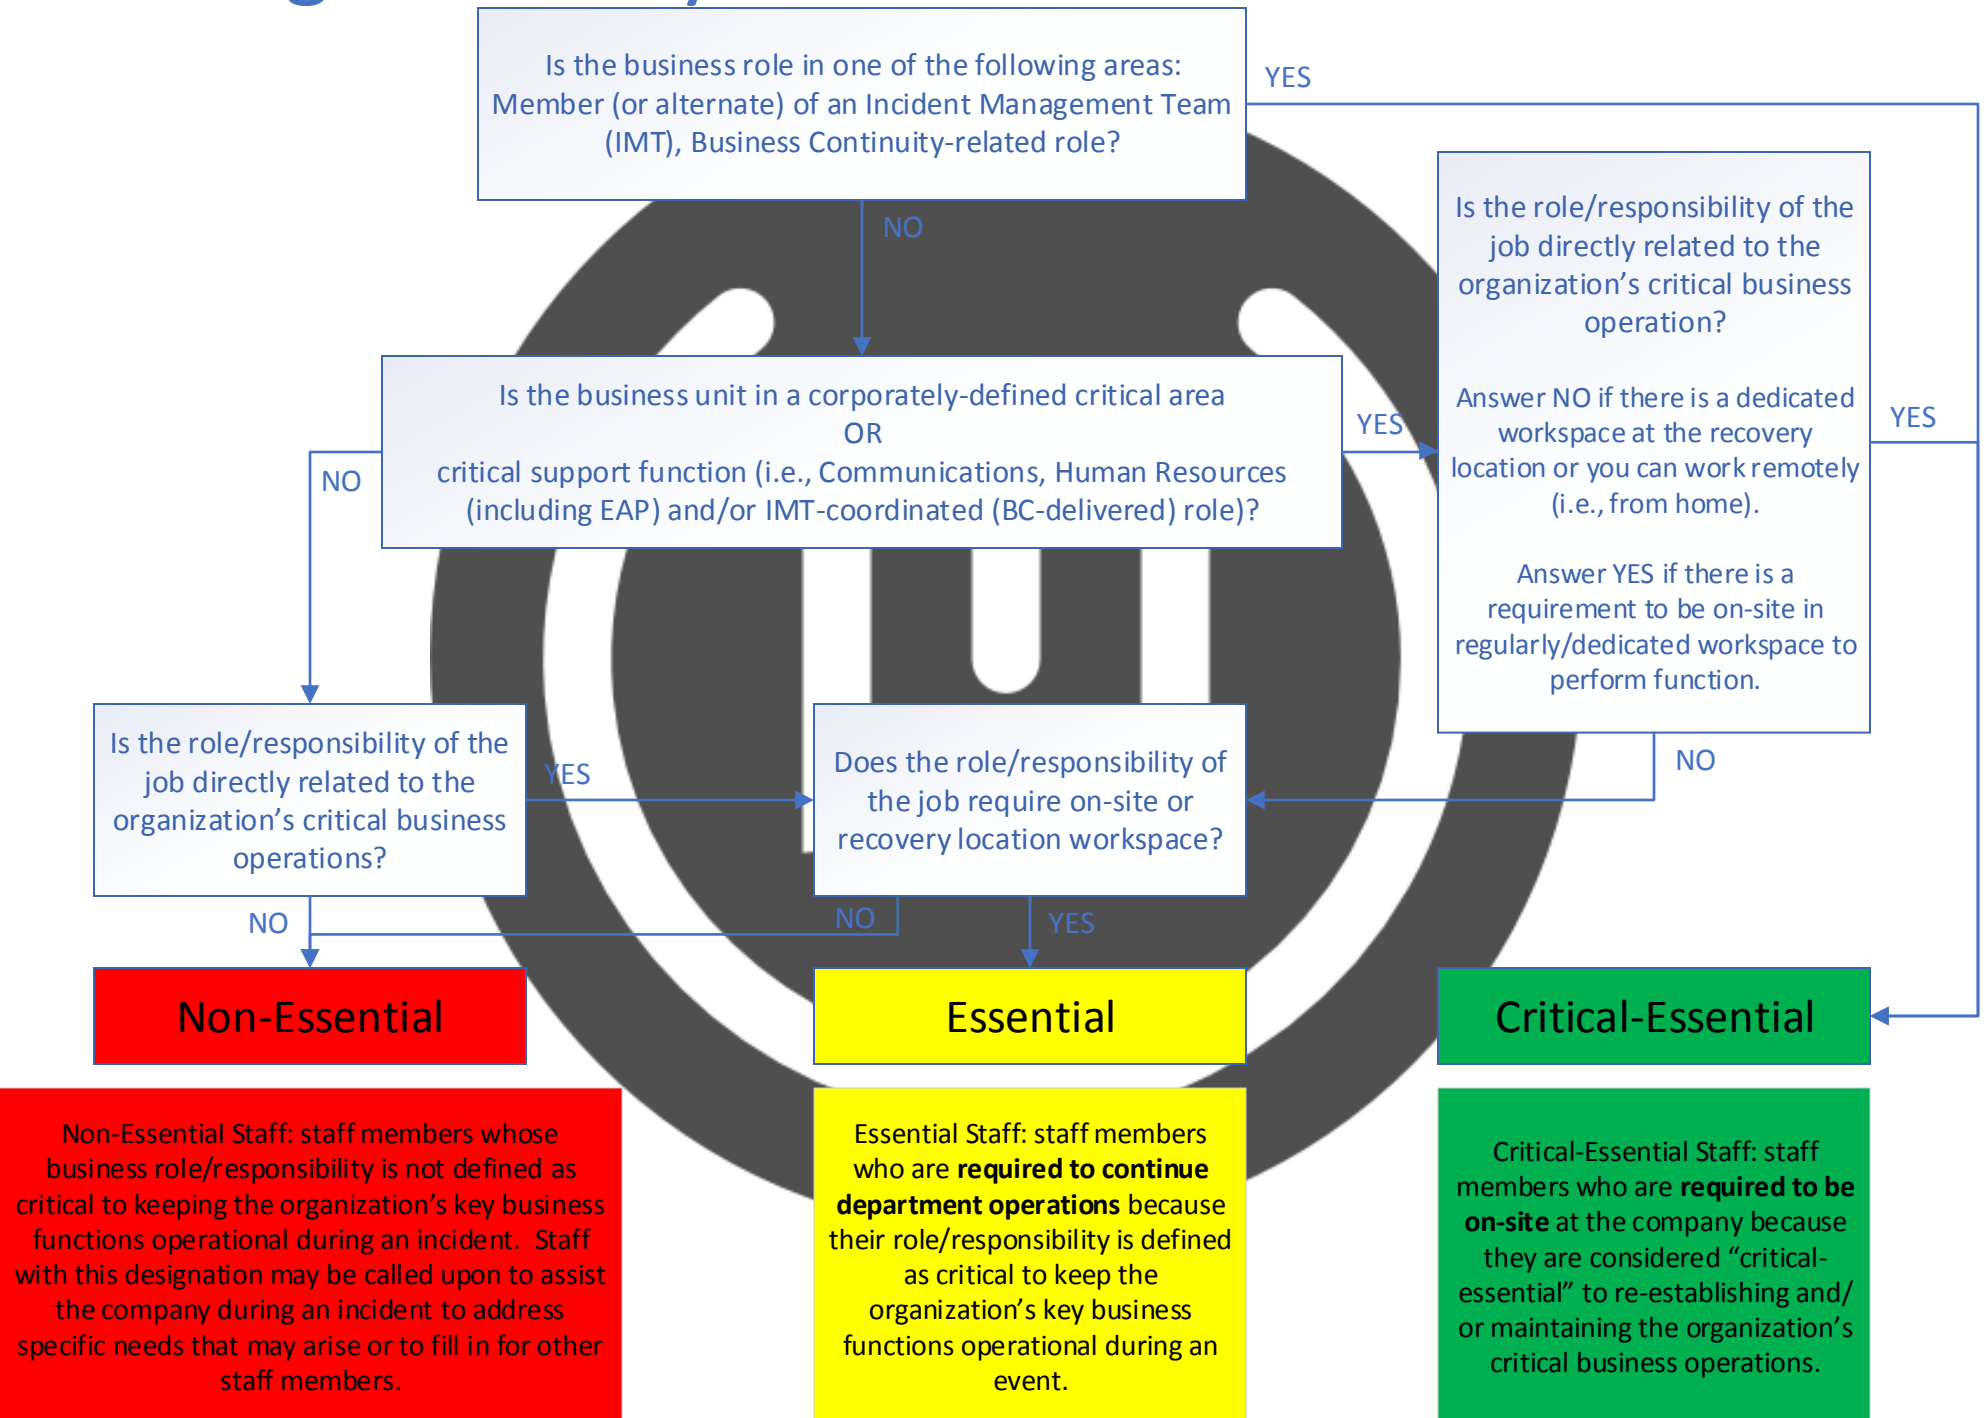 Is the business role in one of the following areas:
Member (or alternate) of an Incident Management Team
(IMT), Business Continuity-related role?
YES
NO
Is the role/responsibility of the
job directly related to the
organization’s critical business
operation?
Answer NO if there is a dedicated
workspace at the recovery
location or you can work remotely
(i.e., from home).
Answer YES if there is a
requirement to be on-site in
regularly/dedicated workspace to
perform function.
YES
NO
Is the business unit in a corporately-defined critical area
OR
critical support function (i.e., Communications, Human Resources
(including EAP) and/or IMT-coordinated (BC-delivered) role)?
YES
NO
Is the role/responsibility of the
job directly related to the
organization’s critical business
operations?
YES
NO
Does the role/responsibility of
the job require on-site or
recovery location workspace?
NO
YES
Non-Essential
Essential
Critical-Essential
Non-Essential Staff: staff members whose
business role/responsibility is not defined as
critical to keeping the organization’s key business
functions operational during an incident.  Staff
with this designation may be called upon to assist
the company during an incident to address
specific needs that may arise or to fill in for other
staff members.
Essential Staff: staff members
who are required to continue
department operations because
their role/responsibility is defined
as critical to keep the
organization’s key business
functions operational during an
event.
Critical-Essential Staff: staff
members who are required to be
on-site at the company because
they are considered “critical-
essential” to re-establishing and/
or maintaining the organization’s
critical business operations.